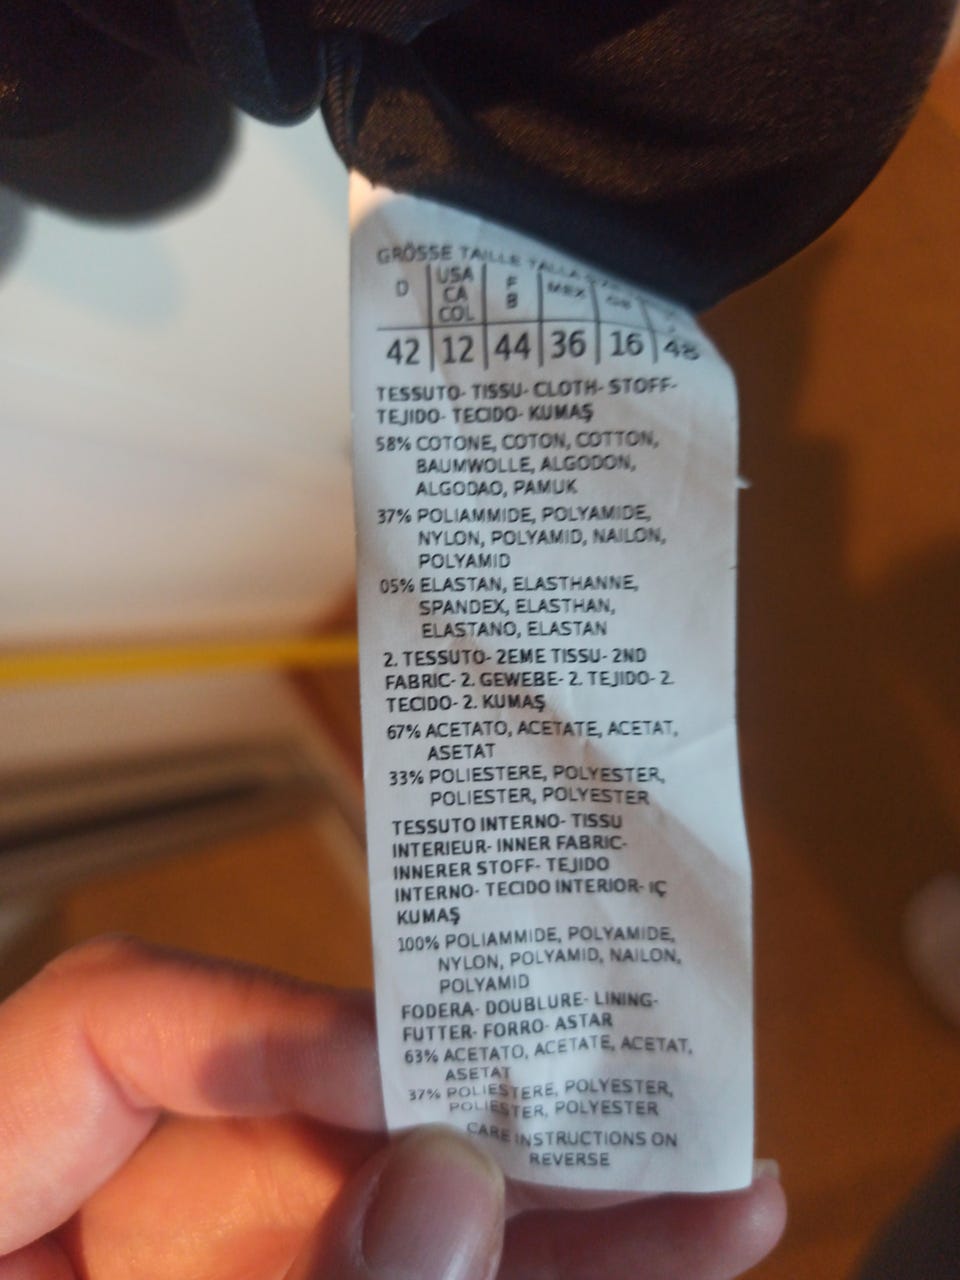 GRÖSSE TAILLE TALLA
D USA CA COL F B MEX GB
42 12 44 36 16 48
TESSUTO- TISSU- CLOTH- STOFF-
TEJIDO- TECIDO- KUMAŞ
58% COTONE, COTON, COTTON,
BAUMWOLLE, ALGODON,
ALGODAO, PAMUK
37% POLIAMMIDE, POLYAMIDE,
NYLON, POLYAMID, NAILON,
POLYAMID
05% ELASTAN, ELASTHANNE,
SPANDEX, ELASTHAN,
ELASTANO, ELASTAN
2. TESSUTO- 2EME TISSU- 2ND
FABRIC- 2. GEWEBE- 2. TEJIDO- 2.
TECIDO- 2. KUMAŞ
67% ACETATO, ACETATE, ACETAT,
ASETAT
33% POLIESTERE, POLYESTER,
POLIESTER, POLYESTER
TESSUTO INTERNO- TISSU
INTERIEUR- INNER FABRIC-
INNERER STOFF- TEJIDO
INTERNO- TECIDO INTERIOR- IÇ
KUMAŞ
100% POLIAMMIDE, POLYAMIDE,
NYLON, POLYAMID, NAILON,
POLYAMID
FODERA- DOUBLURE- LINING-
FUTTER- FORRO- ASTAR
63% ACETATO, ACETATE, ACETAT,
ASETAT
37% POLIESTERE, POLYESTER,
POLIESTER, POLYESTER
CARE INSTRUCTIONS ON
REVERSE